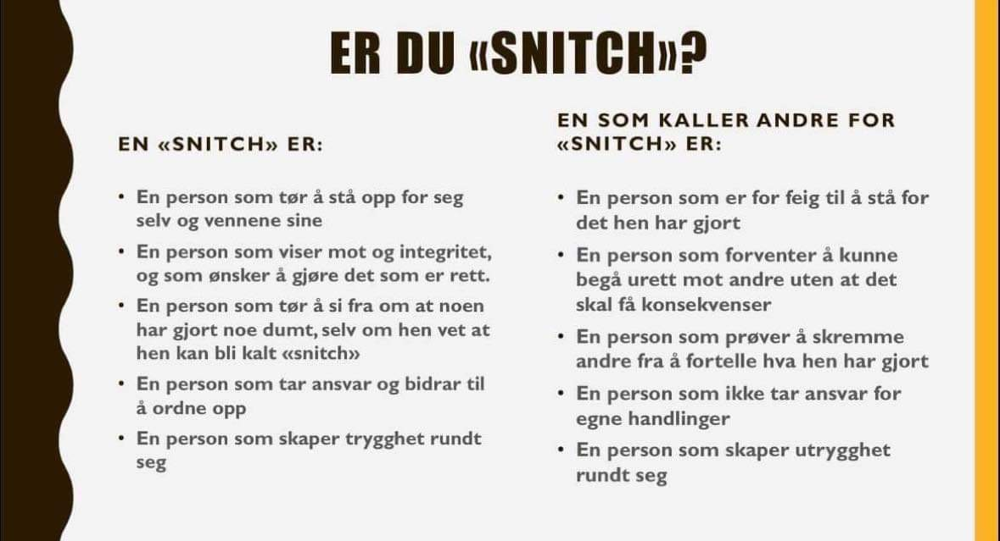 ER DU «SNITCH»?
EN «SNITCH» ER:
• En person som tør å stå opp for seg
selv og vennene sine
• En person som viser mot og integritet,
og som ønsker å gjøre det som er rett.
• En person som tør å si fra om at noen
har gjort noe dumt, selv om hen vet at
hen kan bli kalt «snitch»
• En person som tar ansvar og bidrar til
å ordne opp
• En person som skaper trygghet rundt
seg
EN SOM KALLER ANDRE FOR
«SNITCH» ER:
• En person som er for feig til å stå for
det hen har gjort
• En person som forventer å kunne
begå urett mot andre uten at det
skal få konsekvenser
• En person som prøver å skremme
andre fra å fortelle hva hen har gjort
• En person som ikke tar ansvar for
egne handlinger
• En person som skaper utrygghet
rundt seg